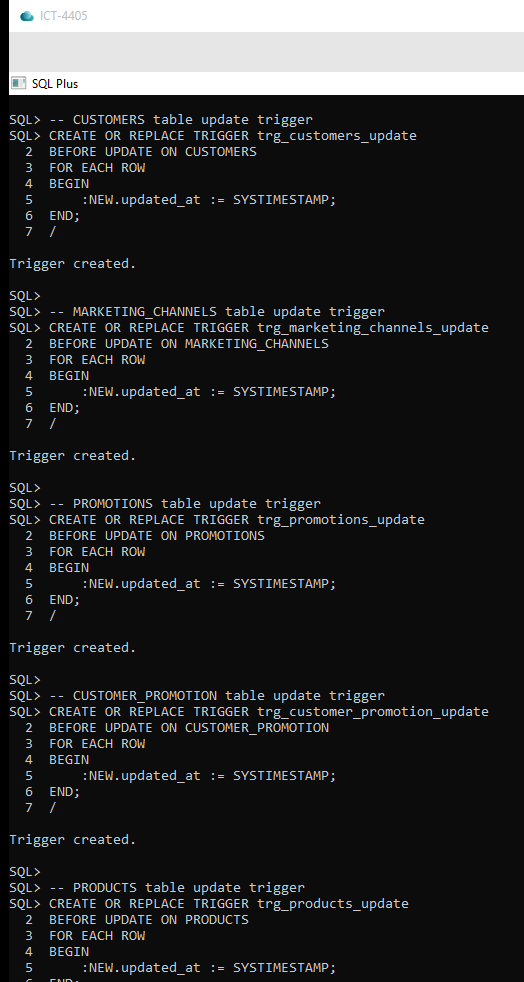 ICT-4405
SQL Plus
SQL> -- CUSTOMERS table update trigger
SQL> CREATE OR REPLACE TRIGGER trg_customers_update
  2  BEFORE UPDATE ON CUSTOMERS
  3  FOR EACH ROW
  4  BEGIN
  5      :NEW.updated_at := SYSTIMESTAMP;
  6  END;
  7  /
Trigger created.
SQL>
SQL> -- MARKETING_CHANNELS table update trigger
SQL> CREATE OR REPLACE TRIGGER trg_marketing_channels_update
  2  BEFORE UPDATE ON MARKETING_CHANNELS
  3  FOR EACH ROW
  4  BEGIN
  5      :NEW.updated_at := SYSTIMESTAMP;
  6  END;
  7  /
Trigger created.
SQL>
SQL> -- PROMOTIONS table update trigger
SQL> CREATE OR REPLACE TRIGGER trg_promotions_update
  2  BEFORE UPDATE ON PROMOTIONS
  3  FOR EACH ROW
  4  BEGIN
  5      :NEW.updated_at := SYSTIMESTAMP;
  6  END;
  7  /
Trigger created.
SQL>
SQL> -- CUSTOMER_PROMOTION table update trigger
SQL> CREATE OR REPLACE TRIGGER trg_customer_promotion_update
  2  BEFORE UPDATE ON CUSTOMER_PROMOTION
  3  FOR EACH ROW
  4  BEGIN
  5      :NEW.updated_at := SYSTIMESTAMP;
  6  END;
  7  /
Trigger created.
SQL>
SQL> -- PRODUCTS table update trigger
SQL> CREATE OR REPLACE TRIGGER trg_products_update
  2  BEFORE UPDATE ON PRODUCTS
  3  FOR EACH ROW
  4  BEGIN
  5      :NEW.updated_at := SYSTIMESTAMP;
  6  END;